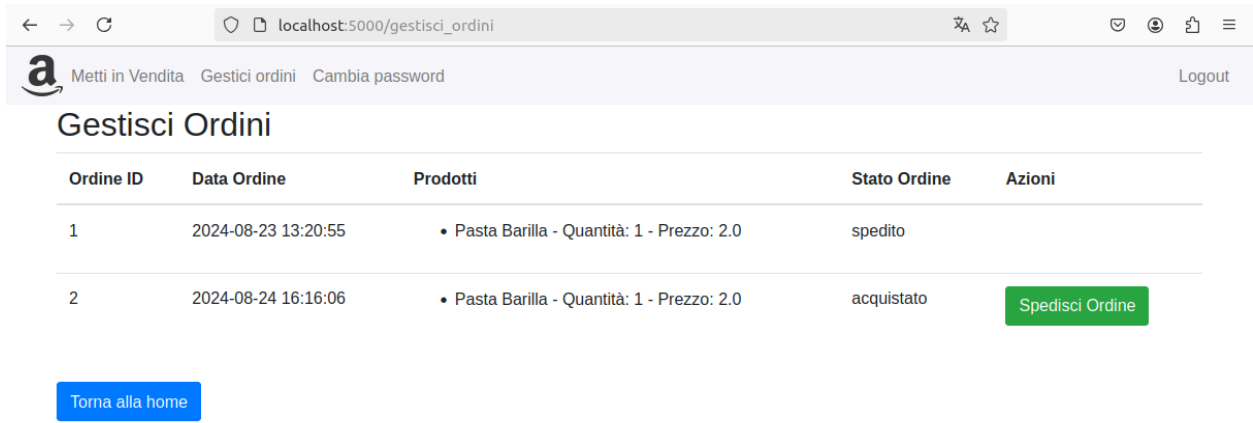 localhost:5000/gestisci_ordini
a Metti in Vendita Gestici ordini Cambia password Logout
Gestisci Ordini
Ordine ID Data Ordine Prodotti Stato Ordine Azioni
1 2024-08-23 13:20:55 • Pasta Barilla - Quantità: 1 - Prezzo: 2.0 spedito
2 2024-08-24 16:16:06 • Pasta Barilla - Quantità: 1 - Prezzo: 2.0 acquistato Spedisci Ordine
Torna alla home